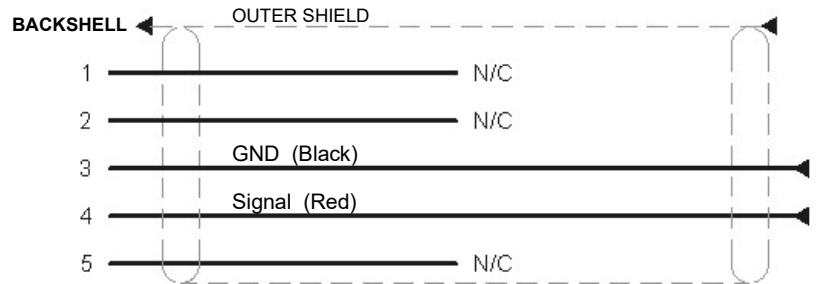 OUTER SHIELD
BACKSHELL
1 N/C
2 N/C
GND (Black)
3
Signal (Red)
4
5 N/C